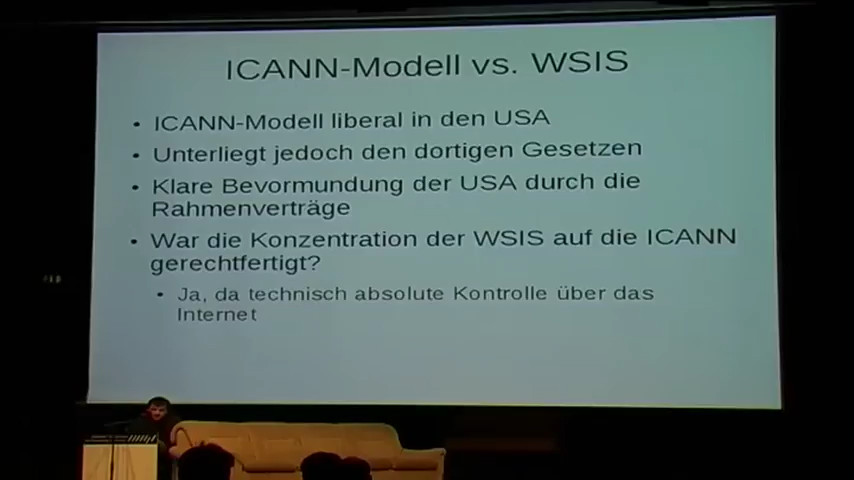 ICANN-Modell vs. WSIS
• ICANN-Modell liberal in den USA
• Unterliegt jedoch den dortigen Gesetzen
• Klare Bevormundung der USA durch die
Rahmenverträge
• War die Konzentration der WSIS auf die ICANN
gerechtfertigt?
• Ja, da technisch absolute Kontrolle über das
Internet